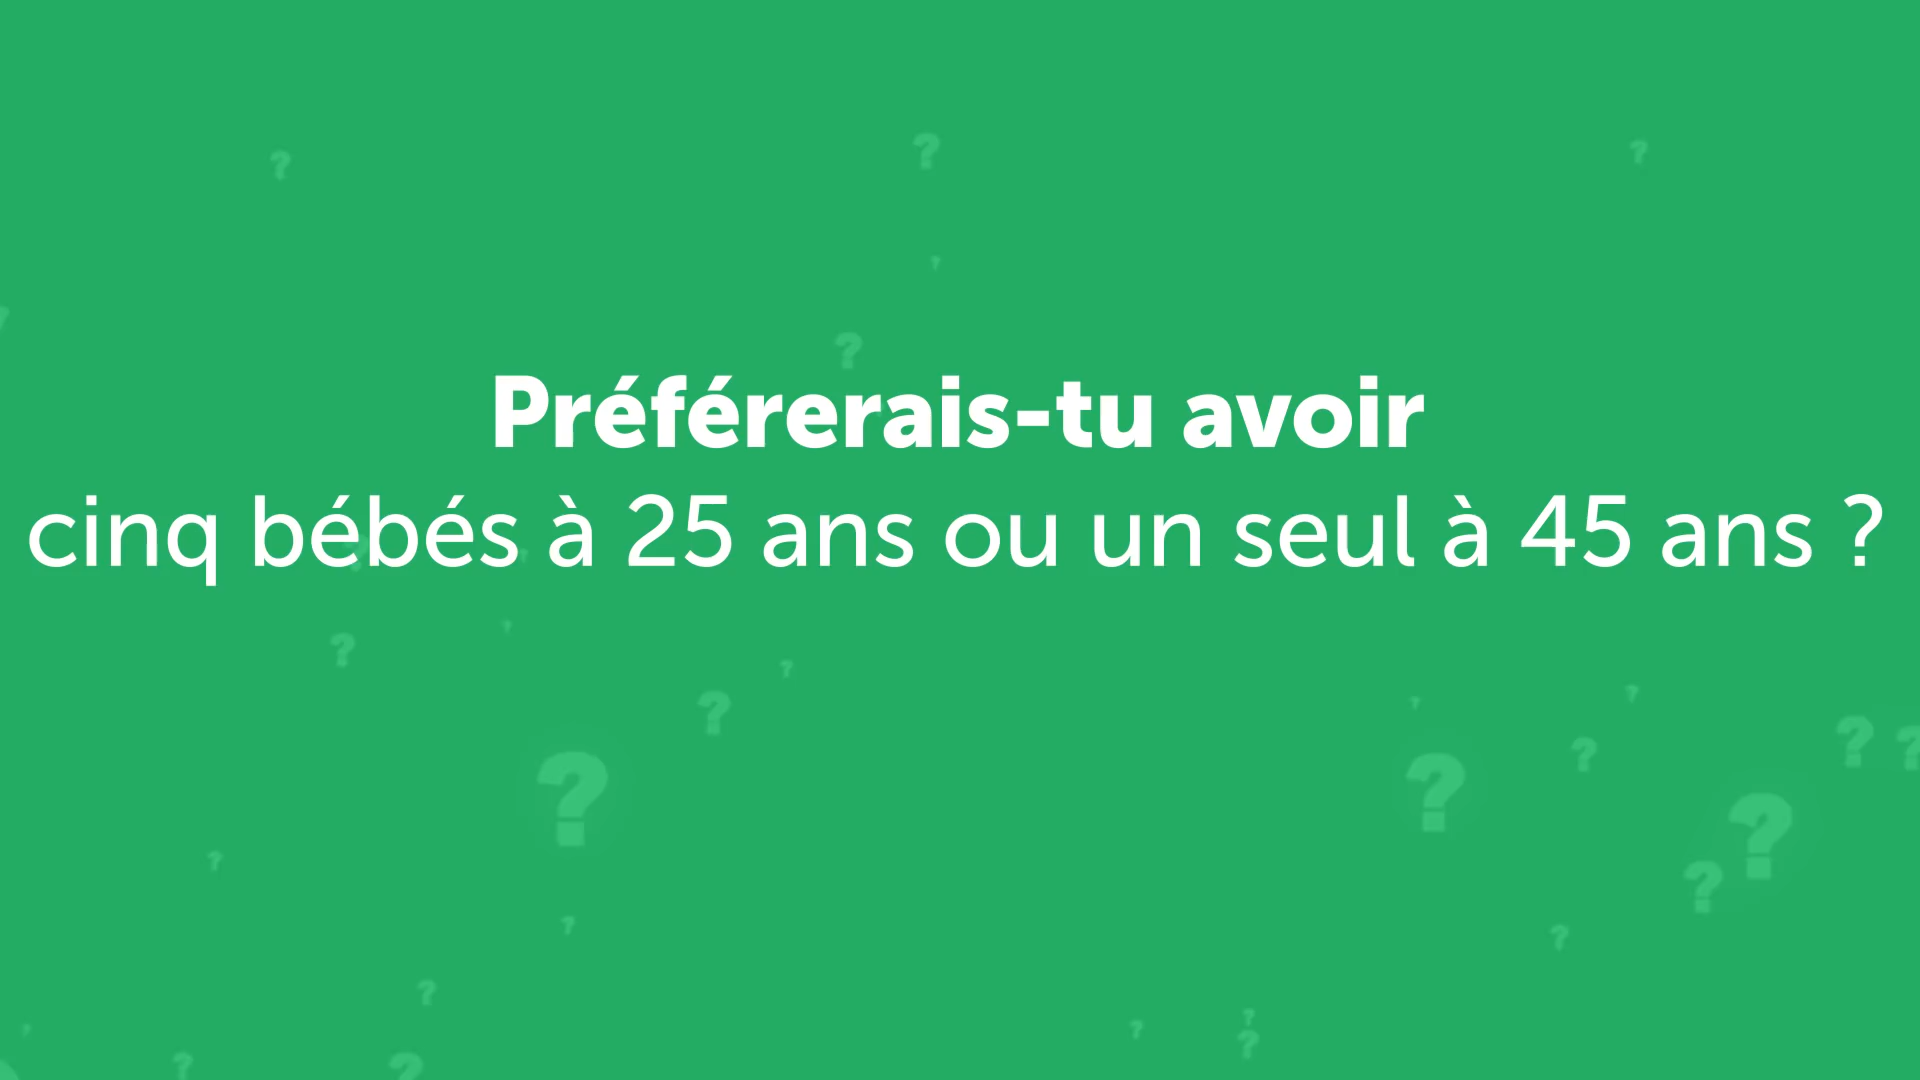 Préférerais-tu avoir
cinq bébés à 25 ans ou un seul à 45 ans ?